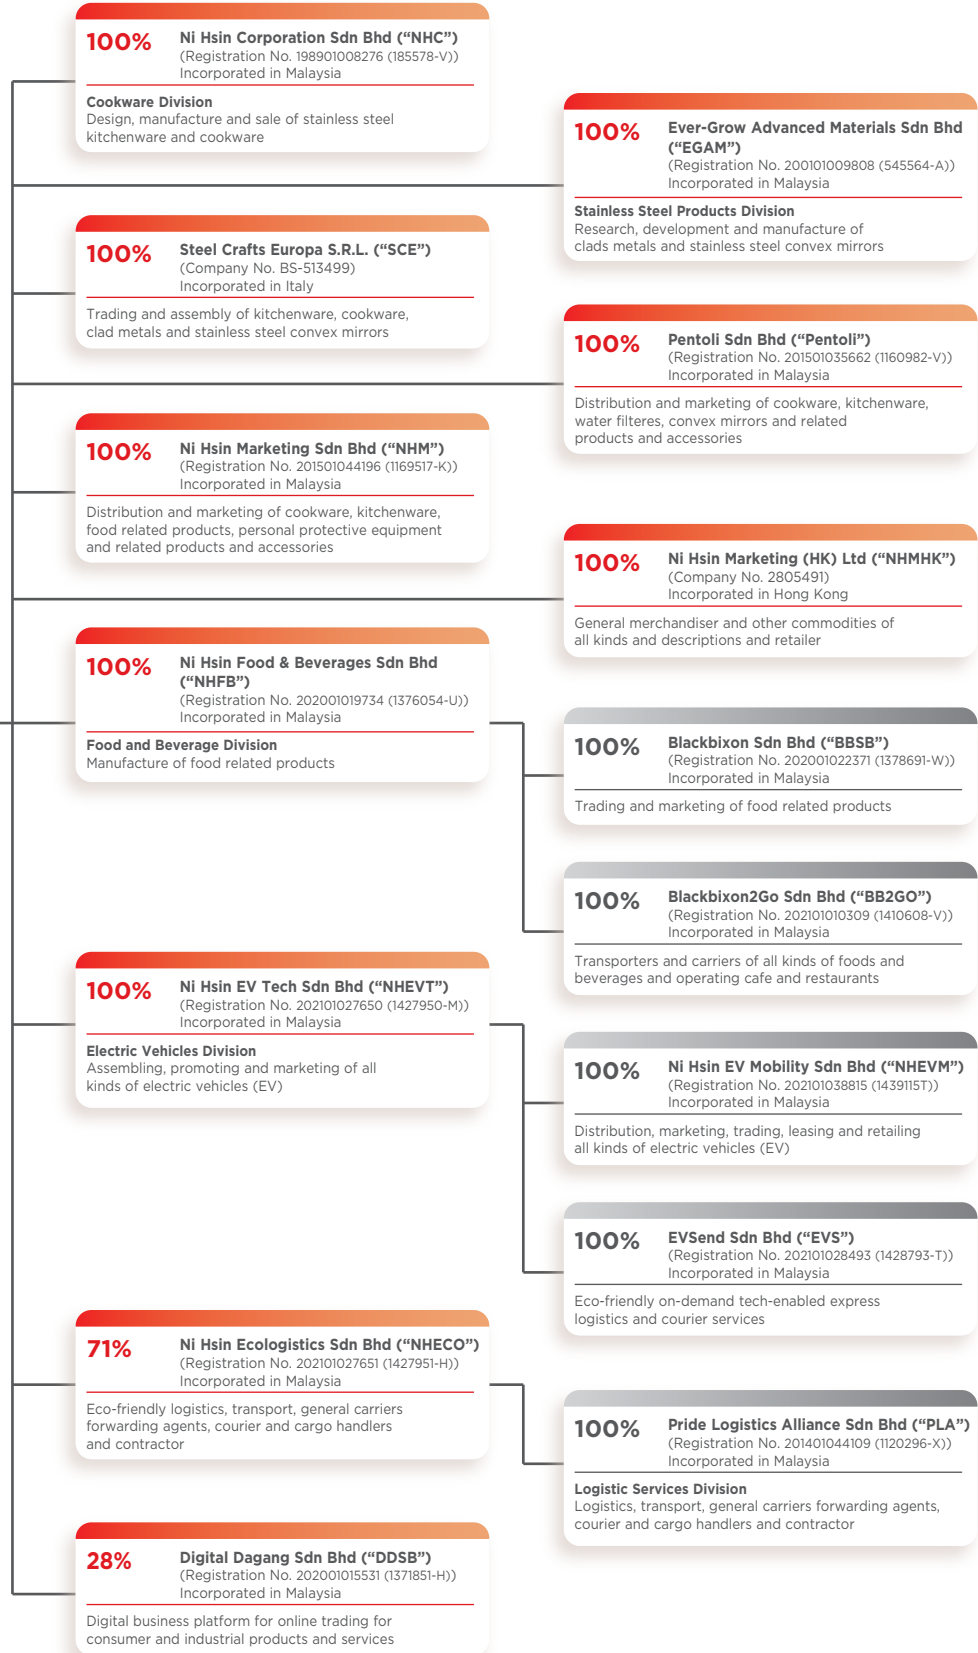 100%
Ni Hsin Corporation Sdn Bhd (“NHC”)
(Registration No. 198901008276 (185578-V))
Incorporated in Malaysia
Cookware Division
Design, manufacture and sale of stainless steel
kitchenware and cookware
100%
Ever-Grow Advanced Materials Sdn Bhd
(“EGAM”)
(Registration No. 200101009808 (545564-A))
Incorporated in Malaysia
Stainless Steel Products Division
Research, development and manufacture of
clads metals and stainless steel convex mirrors
100%
Steel Crafts Europa S.R.L. (“SCE”)
(Company No. BS-513499)
Incorporated in Italy
Trading and assembly of kitchenware, cookware,
clad metals and stainless steel convex mirrors
100%
Pentoli Sdn Bhd (“Pentoli”)
(Registration No. 201501035662 (1160982-V))
Incorporated in Malaysia
Distribution and marketing of cookware, kitchenware,
water filteres, convex mirrors and related
products and accessories
100%
Ni Hsin Marketing Sdn Bhd (“NHM”)
(Registration No. 201501044196 (1169517-K))
Incorporated in Malaysia
Distribution and marketing of cookware, kitchenware,
food related products, personal protective equipment
and related products and accessories
100%
Ni Hsin Marketing (HK) Ltd (“NHMHK”)
(Company No. 2805491)
Incorporated in Hong Kong
General merchandiser and other commodities of
all kinds and descriptions and retailer
100%
Ni Hsin Food & Beverages Sdn Bhd
(“NHFB”)
(Registration No. 202001019734 (1376054-U))
Incorporated in Malaysia
Food and Beverage Division
Manufacture of food related products
100%
Blackbixon Sdn Bhd (“BBSB”)
(Registration No. 202001022371 (1378691-W))
Incorporated in Malaysia
Trading and marketing of food related products
100%
Blackbixon2Go Sdn Bhd (“BB2GO”)
(Registration No. 202101010309 (1410608-V))
Incorporated in Malaysia
Transporters and carriers of all kinds of foods and
beverages and operating cafe and restaurants
100%
Ni Hsin EV Tech Sdn Bhd (“NHEVT”)
(Registration No. 202101027650 (1427950-M))
Incorporated in Malaysia
Electric Vehicles Division
Assembling, promoting and marketing of all
kinds of electric vehicles (EV)
100%
Ni Hsin EV Mobility Sdn Bhd (“NHEVM”)
(Registration No. 202101038815 (1439115T))
Incorporated in Malaysia
Distribution, marketing, trading, leasing and retailing
all kinds of electric vehicles (EV)
100%
EVSend Sdn Bhd (“EVS”)
(Registration No. 202101028493 (1428793-T))
Incorporated in Malaysia
Eco-friendly on-demand tech-enabled express
logistics and courier services
71%
Ni Hsin Ecologistics Sdn Bhd (“NHECO”)
(Registration No. 202101027651 (1427951-H))
Incorporated in Malaysia
Eco-friendly logistics, transport, general carriers
forwarding agents, courier and cargo handlers
and contractor
100%
Pride Logistics Alliance Sdn Bhd (“PLA”)
(Registration No. 201401044109 (1120296-X))
Incorporated in Malaysia
Logistic Services Division
Logistics, transport, general carriers forwarding agents,
courier and cargo handlers and contractor
28%
Digital Dagang Sdn Bhd (“DDSB”)
(Registration No. 202001015531 (1371851-H))
Incorporated in Malaysia
Digital business platform for online trading for
consumer and industrial products and services